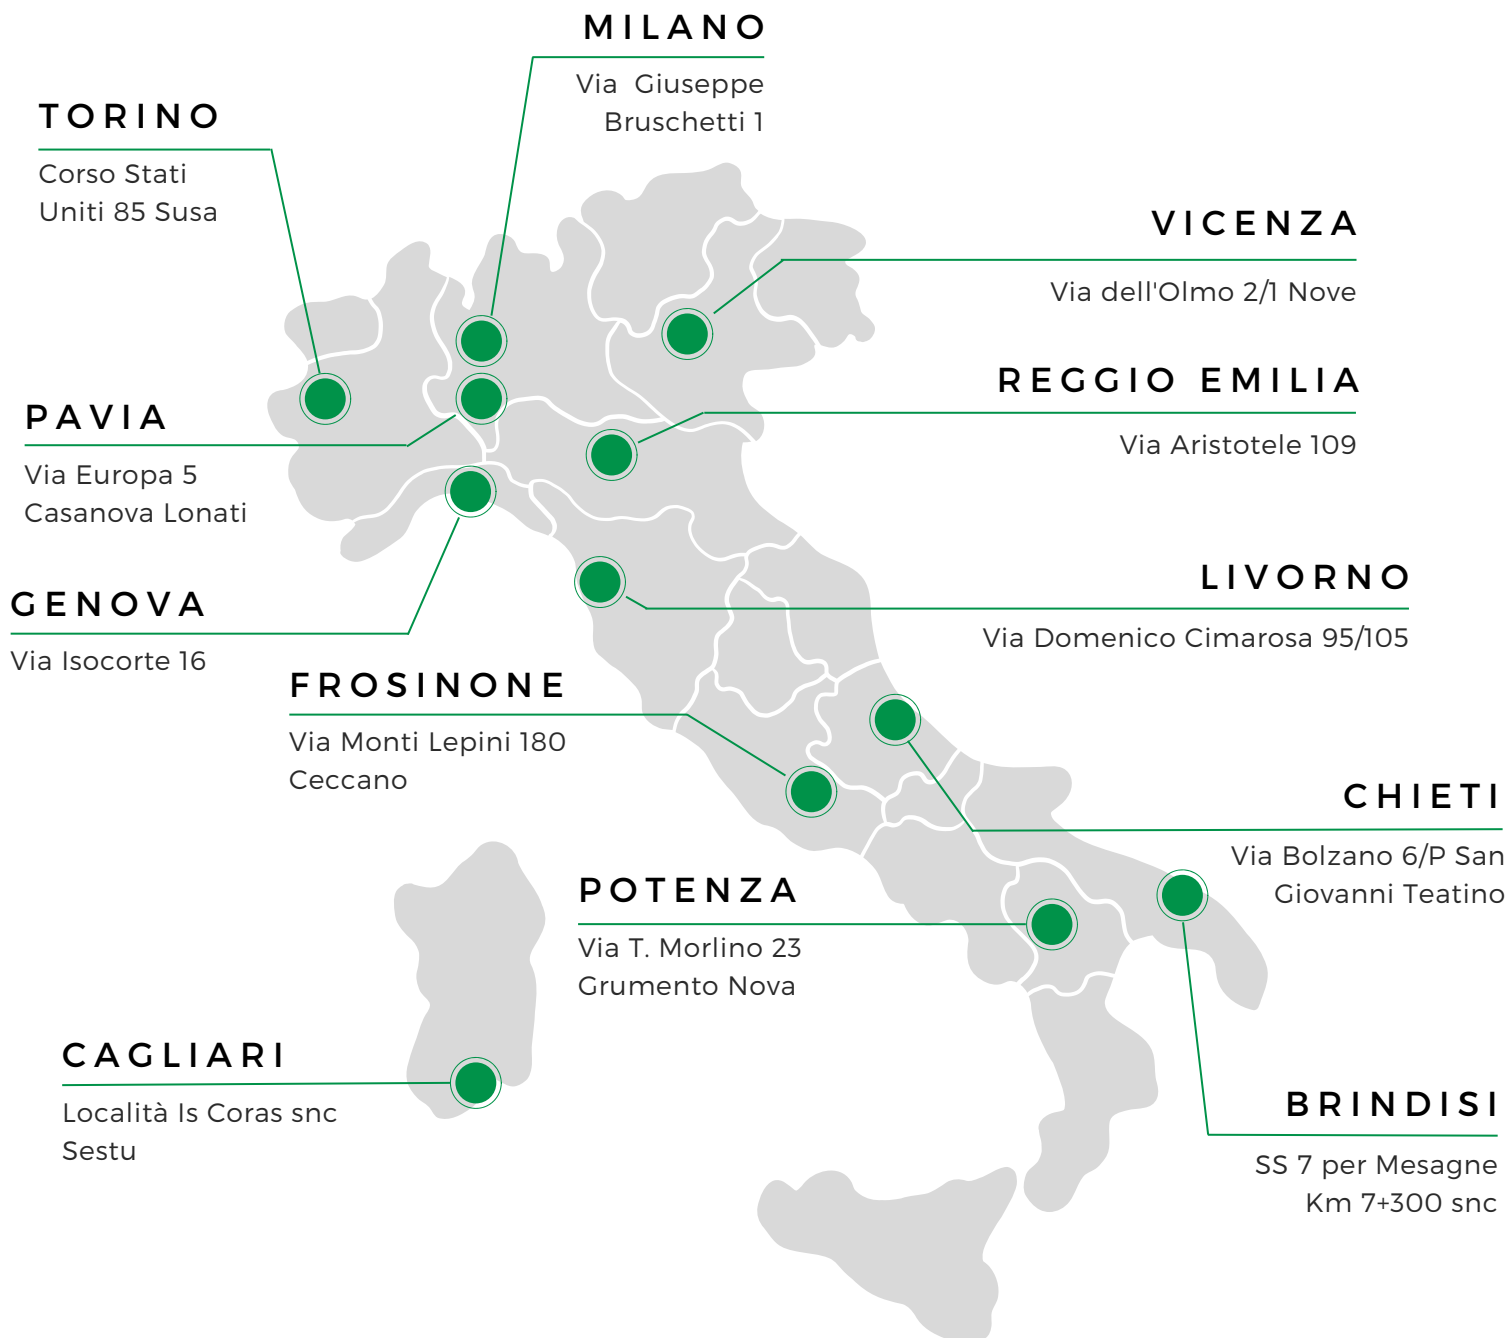 MILANO
Via Giuseppe
Bruschetti 1
TORINO
Corso Stati
Uniti 85 Susa
VICENZA
Via dell'Olmo 2/1 Nove
REGGIO EMILIA
Via Aristotele 109
PAVIA
Via Europa 5
Casanova Lonati
LIVORNO
Via Domenico Cimarosa 95/105
GENOVA
Via Isocorte 16
FROSINONE
Via Monti Lepini 180
Ceccano
CHIETI
Via Bolzano 6/P San
Giovanni Teatino
POTENZA
Via T. Morlino 23
Grumento Nova
CAGLIARI
Località Is Coras snc
Sestu
BRINDISI
SS 7 per Mesagne
Km 7+300 snc